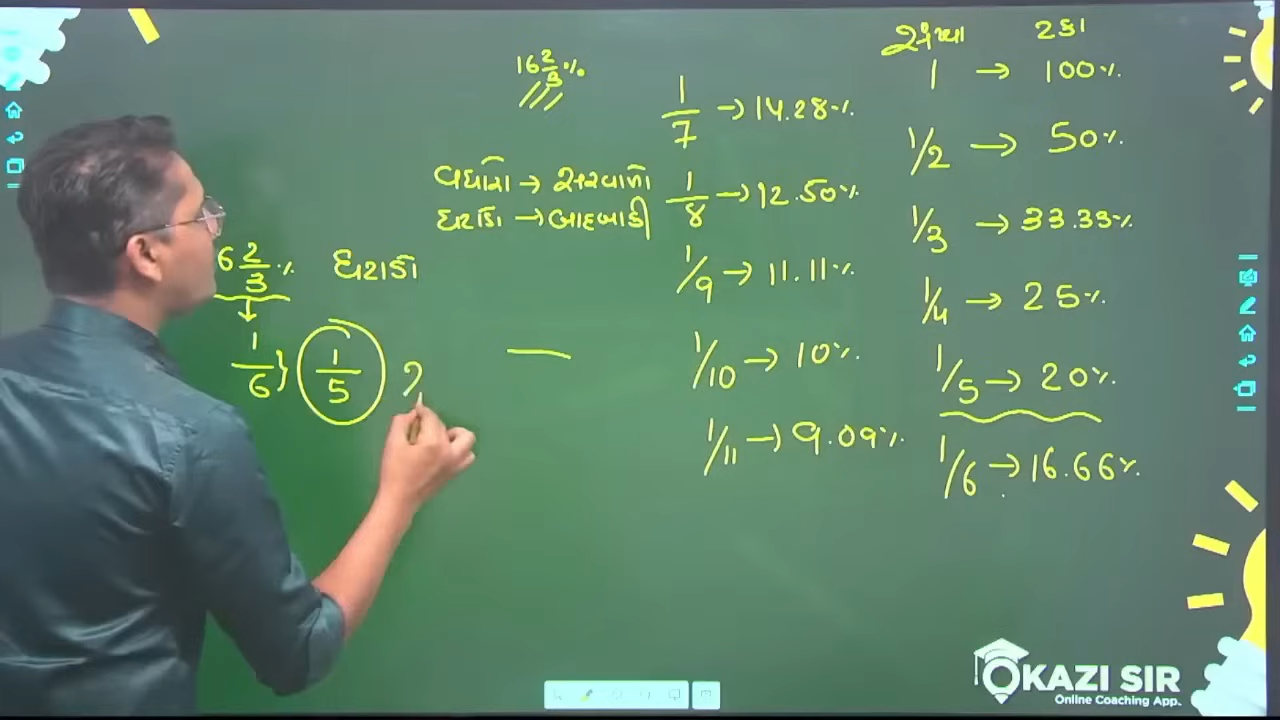 સંખ્યા ટકા
1 → 100%
1/2 → 50%
1/3 → 33.33%
1/4 → 25%
1/5 → 20%
1/6 → 16.66%
1/7 → 14.28%
1/8 → 12.50%
1/9 → 11.11%
1/10 → 10%
1/11 → 9.09%
16 2/3 %
વધારો → સરવાળો
ઘટાડો → બાદબાકી
6 2/3 % ઘટાડો
↓
1/6 } 1/5 ?
—
KAZI SIR
Online Coaching App.